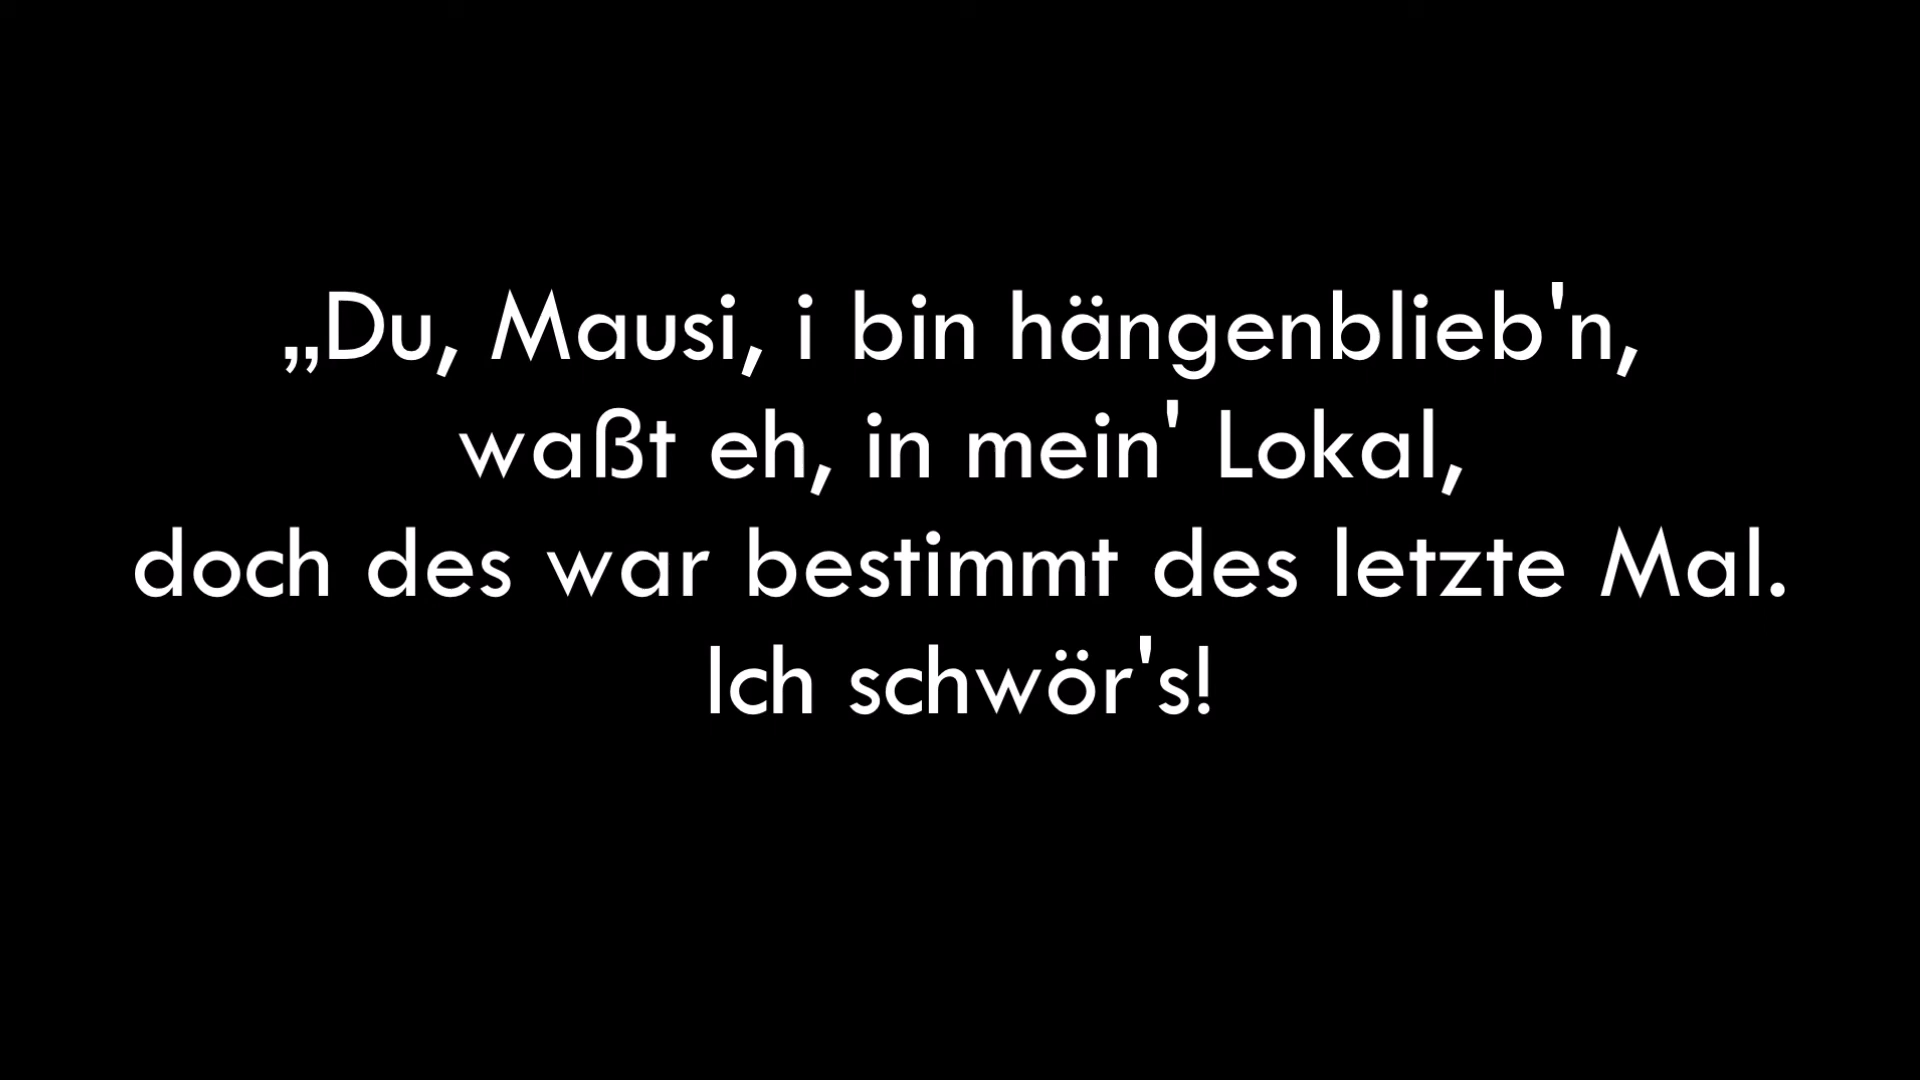 „Du, Mausi, i bin hängenblieb'n,
waßt eh, in mein' Lokal,
doch des war bestimmt des letzte Mal.
Ich schwör's!